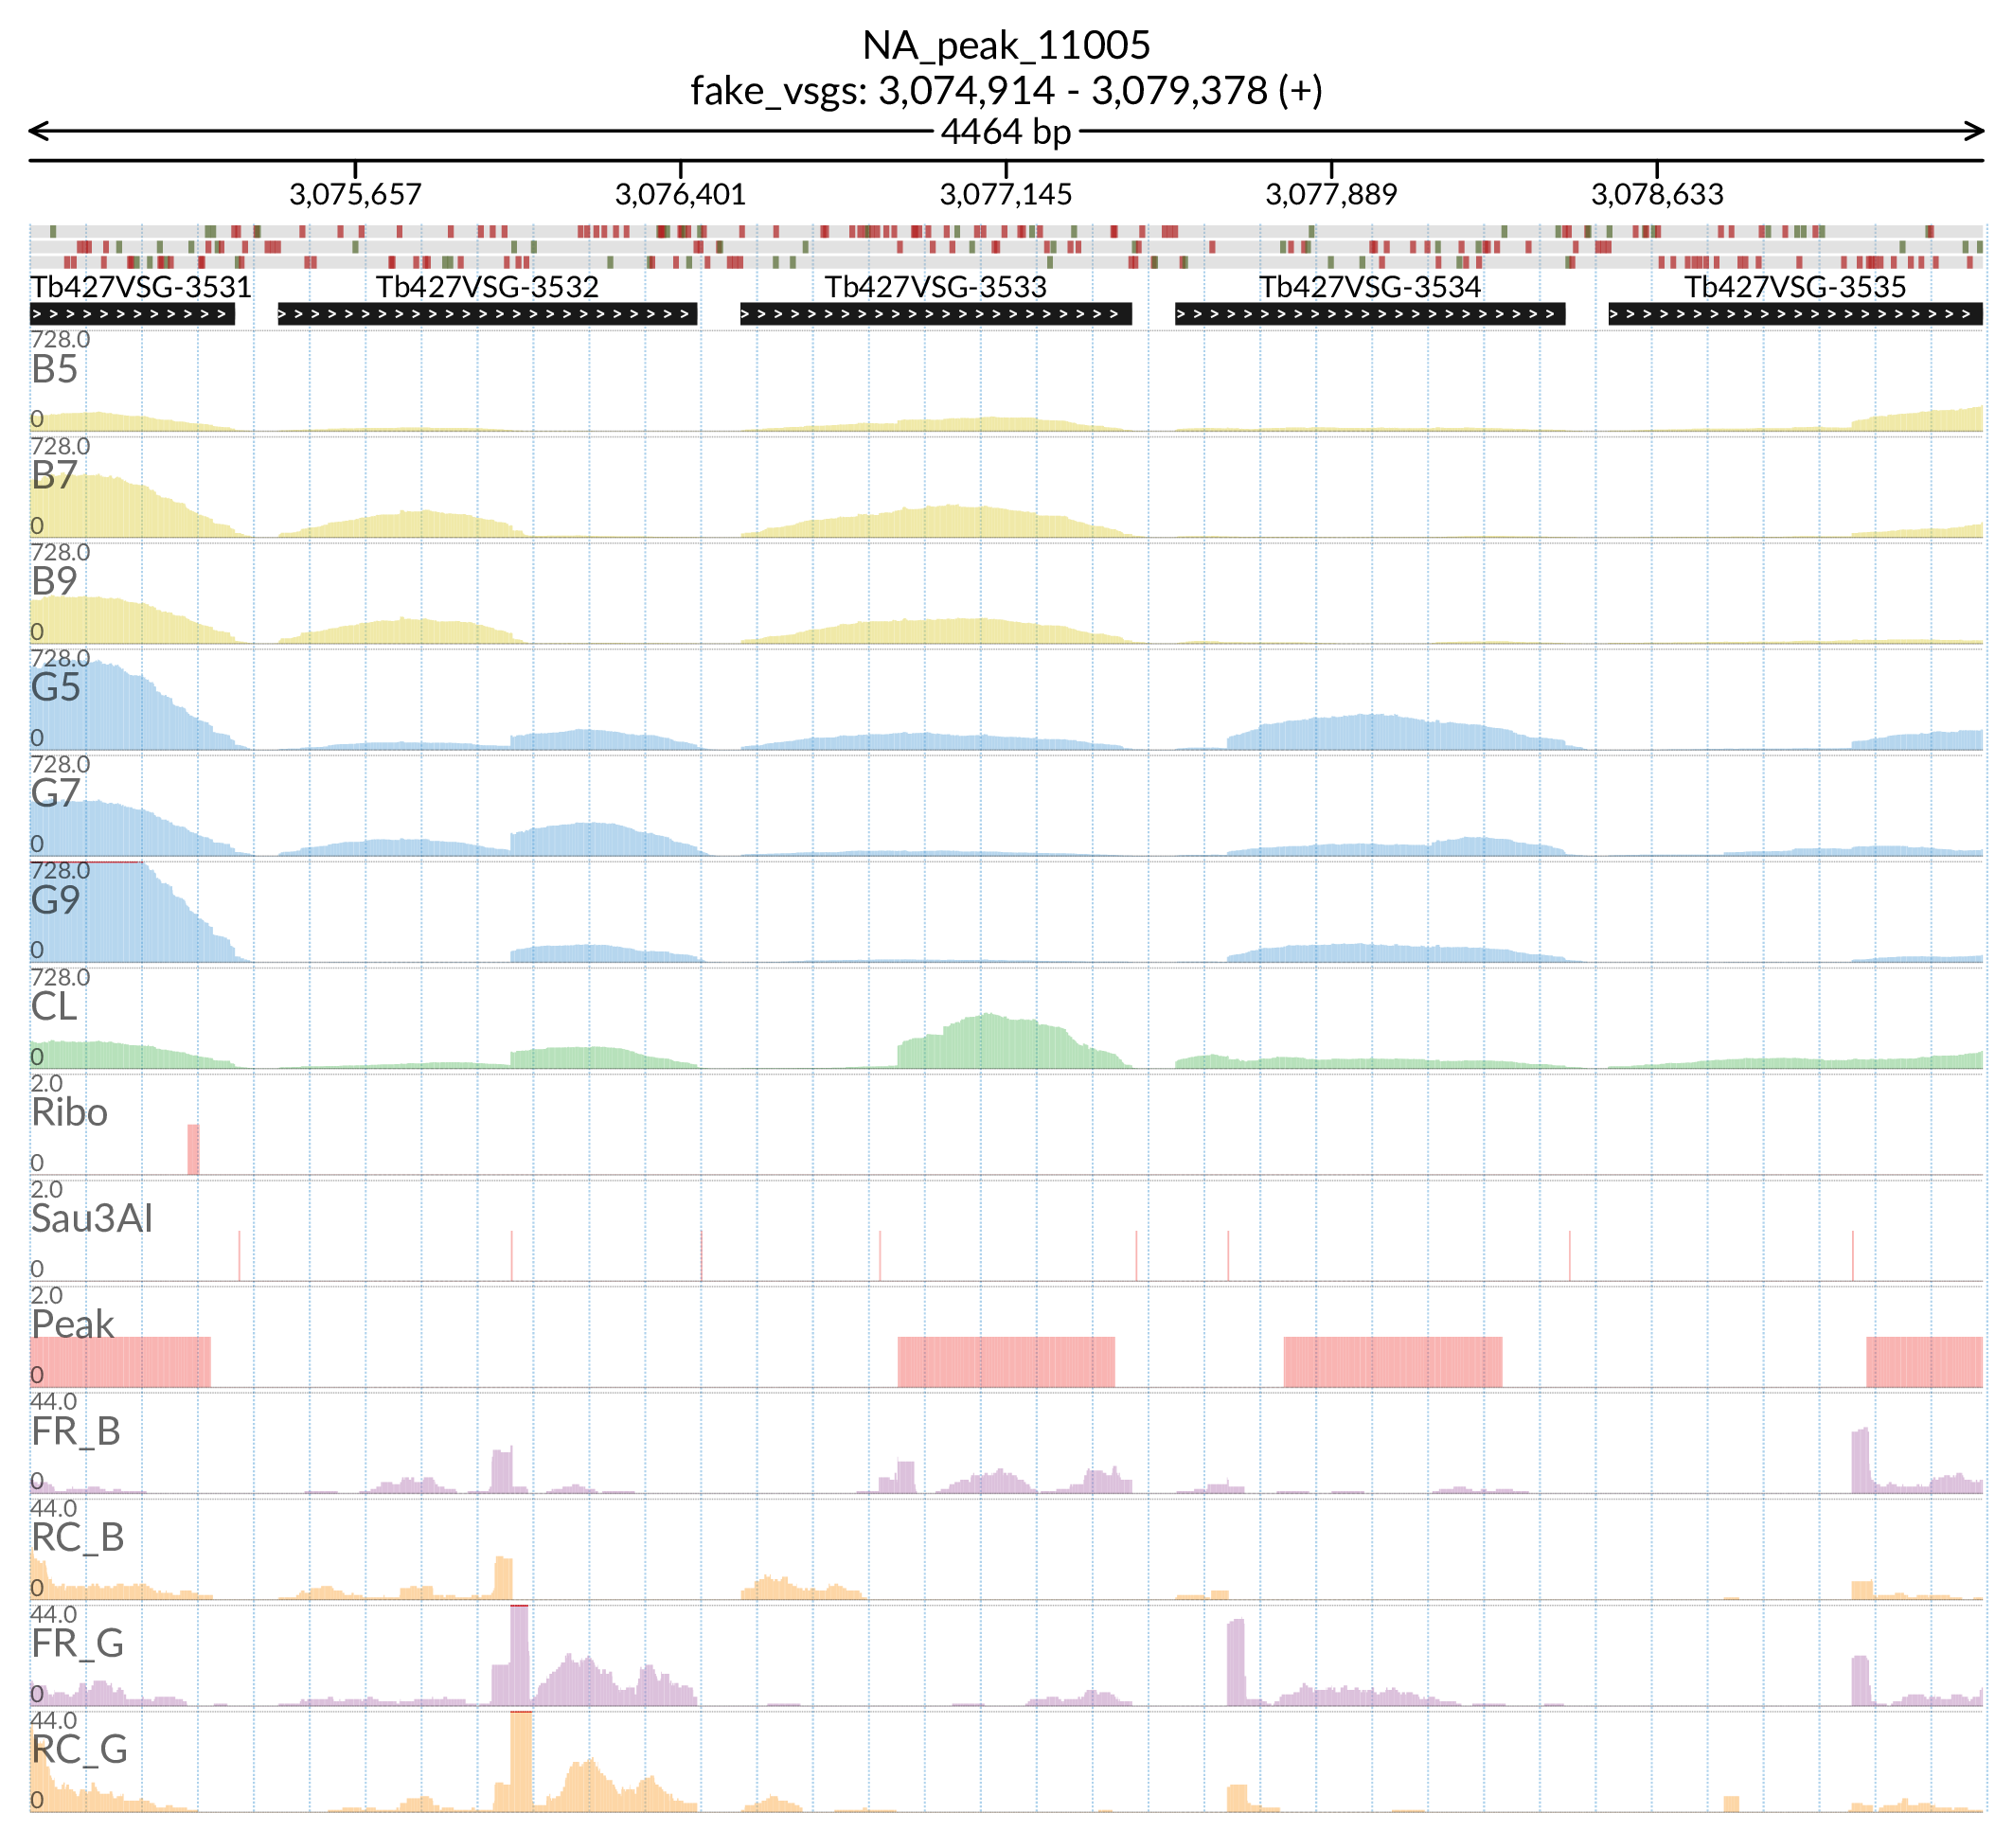 NA_peak_11005
fake_vsgs: 3,074,914 - 3,079,378 (+)
4464 bp
3,075,657 3,076,401 3,077,145 3,077,889 3,078,633
Tb427VSG-3531 Tb427VSG-3532 Tb427VSG-3533 Tb427VSG-3534 Tb427VSG-3535
728.0
B5
0
728.0
B7
0
728.0
B9
0
728.0
G5
0
728.0
G7
0
728.0
G9
0
728.0
CL
0
2.0
Ribo
0
2.0
Sau3AI
0
2.0
Peak
0
44.0
FR_B
0
44.0
RC_B
0
44.0
FR_G
0
44.0
RC_G
0